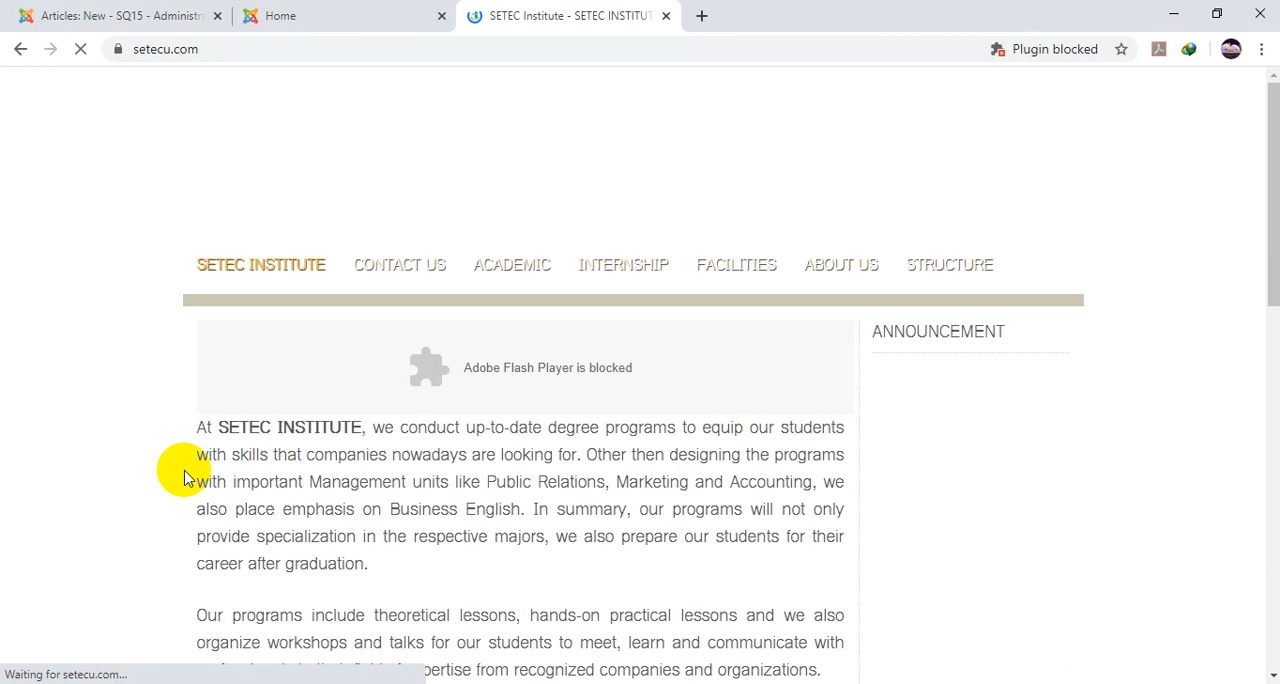 Articles: New - SQ15 - Administra
Home
SETEC Institute - SETEC INSTITUT
setecu.com
Plugin blocked
SETEC INSTITUTE
CONTACT US
ACADEMIC
INTERNSHIP
FACILITIES
ABOUT US
STRUCTURE
Adobe Flash Player is blocked
ANNOUNCEMENT
At SETEC INSTITUTE, we conduct up-to-date degree programs to equip our students
with skills that companies nowadays are looking for. Other then designing the programs
with important Management units like Public Relations, Marketing and Accounting, we
also place emphasis on Business English. In summary, our programs will not only
provide specialization in the respective majors, we also prepare our students for their
career after graduation.
Our programs include theoretical lessons, hands-on practical lessons and we also
organize workshops and talks for our students to meet, learn and communicate with
expertise from recognized companies and organizations.
Waiting for setecu.com...